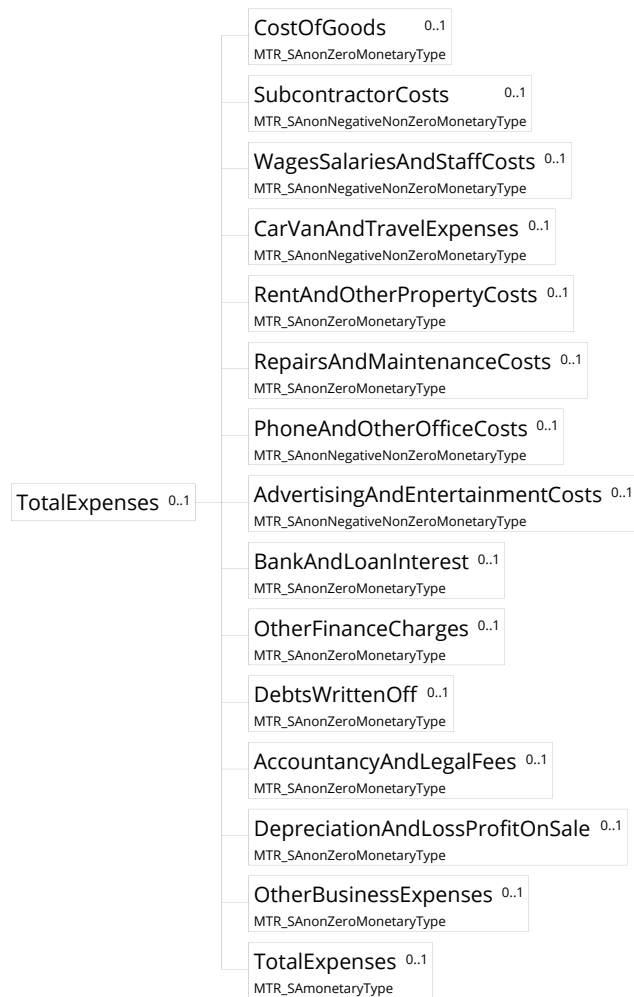 CostOfGoods 0..1
MTR_SAnonZeroMonetaryType
SubcontractorCosts 0..1
MTR_SAnonNegativeNonZeroMonetaryType
WagesSalariesAndStaffCosts 0..1
MTR_SAnonNegativeNonZeroMonetaryType
CarVanAndTravelExpenses 0..1
MTR_SAnonNegativeNonZeroMonetaryType
RentAndOtherPropertyCosts 0..1
MTR_SAnonZeroMonetaryType
RepairsAndMaintenanceCosts 0..1
MTR_SAnonZeroMonetaryType
PhoneAndOtherOfficeCosts 0..1
MTR_SAnonNegativeNonZeroMonetaryType
TotalExpenses 0..1
AdvertisingAndEntertainmentCosts 0..1
MTR_SAnonNegativeNonZeroMonetaryType
BankAndLoanInterest 0..1
MTR_SAnonZeroMonetaryType
OtherFinanceCharges 0..1
MTR_SAnonZeroMonetaryType
DebtsWrittenOff 0..1
MTR_SAnonZeroMonetaryType
AccountancyAndLegalFees 0..1
MTR_SAnonZeroMonetaryType
DepreciationAndLossProfitOnSale 0..1
MTR_SAnonZeroMonetaryType
OtherBusinessExpenses 0..1
MTR_SAnonZeroMonetaryType
TotalExpenses 0..1
MTR_SAmonetaryType